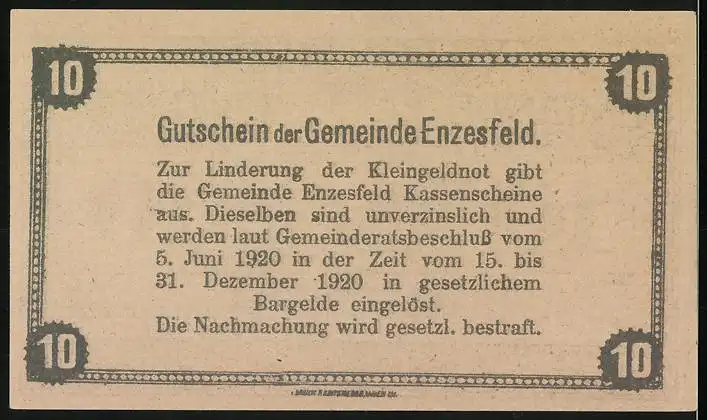 10 10
Gutschein der Gemeinde Enzesfeld.
Zur Linderung der Kleingeldnot gibt
die Gemeinde Enzesfeld Kassenscheine
aus. Dieselben sind unverzinslich und
werden laut Gemeinderatsbeschluß vom
5. Juni 1920 in der Zeit vom 15. bis
31. Dezember 1920 in gesetzlichem
Bargelde eingelöst.
Die Nachmachung wird gesetzl. bestraft.
10 10